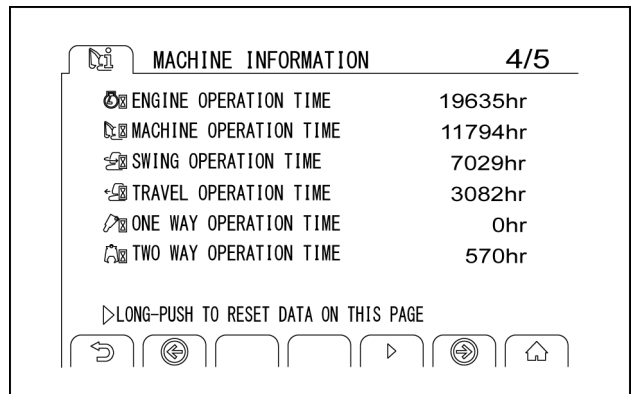 MACHINE INFORMATION 4/5
ENGINE OPERATION TIME 19635hr
MACHINE OPERATION TIME 11794hr
SWING OPERATION TIME 7029hr
TRAVEL OPERATION TIME 3082hr
ONE WAY OPERATION TIME 0hr
TWO WAY OPERATION TIME 570hr
▷LONG-PUSH TO RESET DATA ON THIS PAGE